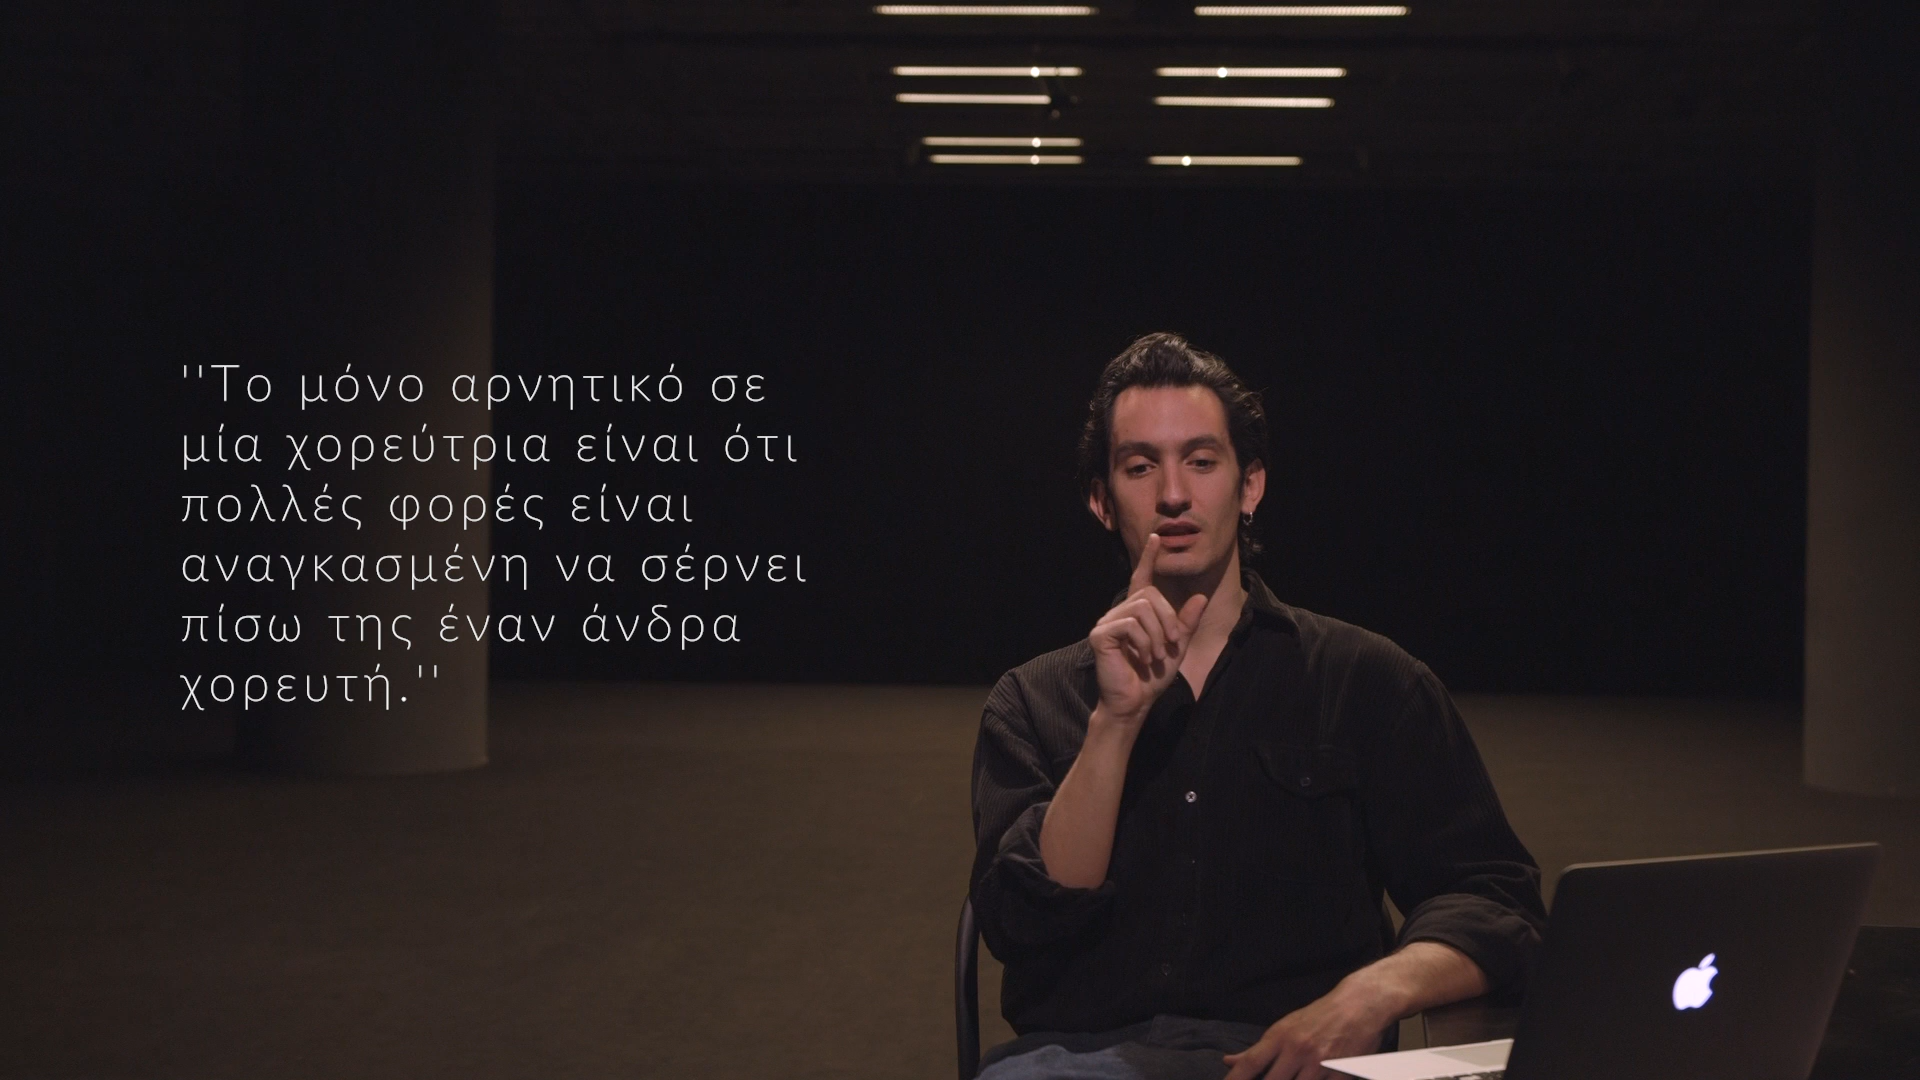 ''Το μόνο αρνητικό σε
μία χορεύτρια είναι ότι
πολλές φορές είναι
αναγκασμένη να σέρνει
πίσω της έναν άνδρα
χορευτή.''